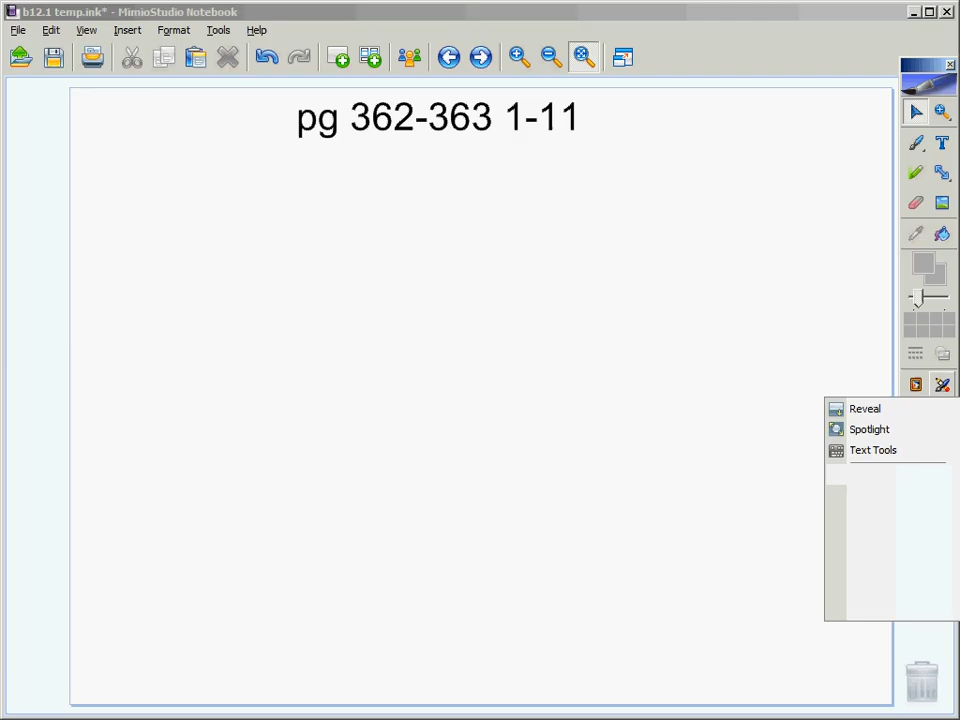 b12.1 temp.ink* - MimioStudio Notebook
File Edit View Insert Format Tools Help
pg 362-363 1-11
T
Reveal
Spotlight
Text Tools